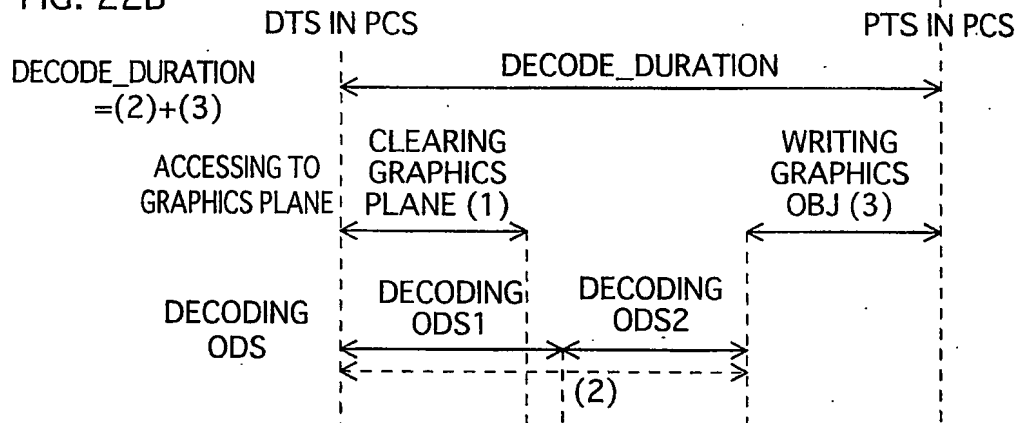 FIG. 22B
DTS IN PCS
PTS IN PCS
DECODE_DURATION
=(2)+(3)
DECODE_DURATION
ACCESSING TO
GRAPHICS PLANE
CLEARING
GRAPHICS
PLANE (1)
WRITING
GRAPHICS
OBJ (3)
DECODING
ODS
DECODING
ODS1
DECODING
ODS2
(2)